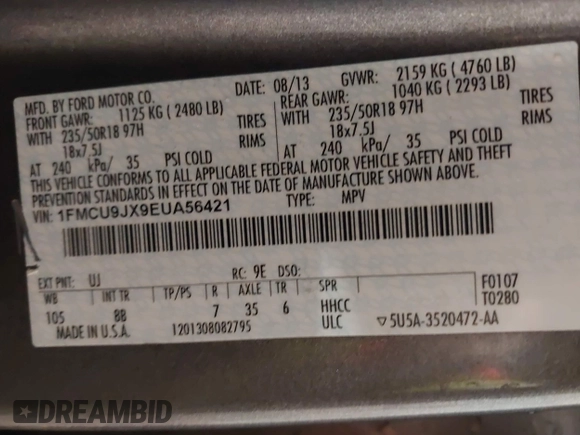 MFD. BY FORD MOTOR CO.
DATE: 08/13 GVWR: 2159 KG ( 4760 LB)
FRONT GAWR: 1125 KG ( 2480 LB) REAR GAWR: 1040 KG ( 2293 LB)
WITH 235/50R18 97H TIRES WITH 235/50R18 97H TIRES
18x7.5J RIMS 18x7.5J RIMS
AT 240 kPa/ 35 PSI COLD AT 240 kPa/ 35 PSI COLD
THIS VEHICLE CONFORMS TO ALL APPLICABLE FEDERAL MOTOR VEHICLE SAFETY AND THEFT
PREVENTION STANDARDS IN EFFECT ON THE DATE OF MANUFACTURE SHOWN ABOVE.
VIN: 1FMCU9JX9EUA56421 TYPE: MPV
EXT PNT: UJ RC: 9E DSO: F0107
WB INT TR TP/PS R AXLE TR SPR T0280
105 88 7 35 6 HHCC
MADE IN U.S.A. 1201308082795 ULC ▽5U5A-3520472-AA
DREAMBID